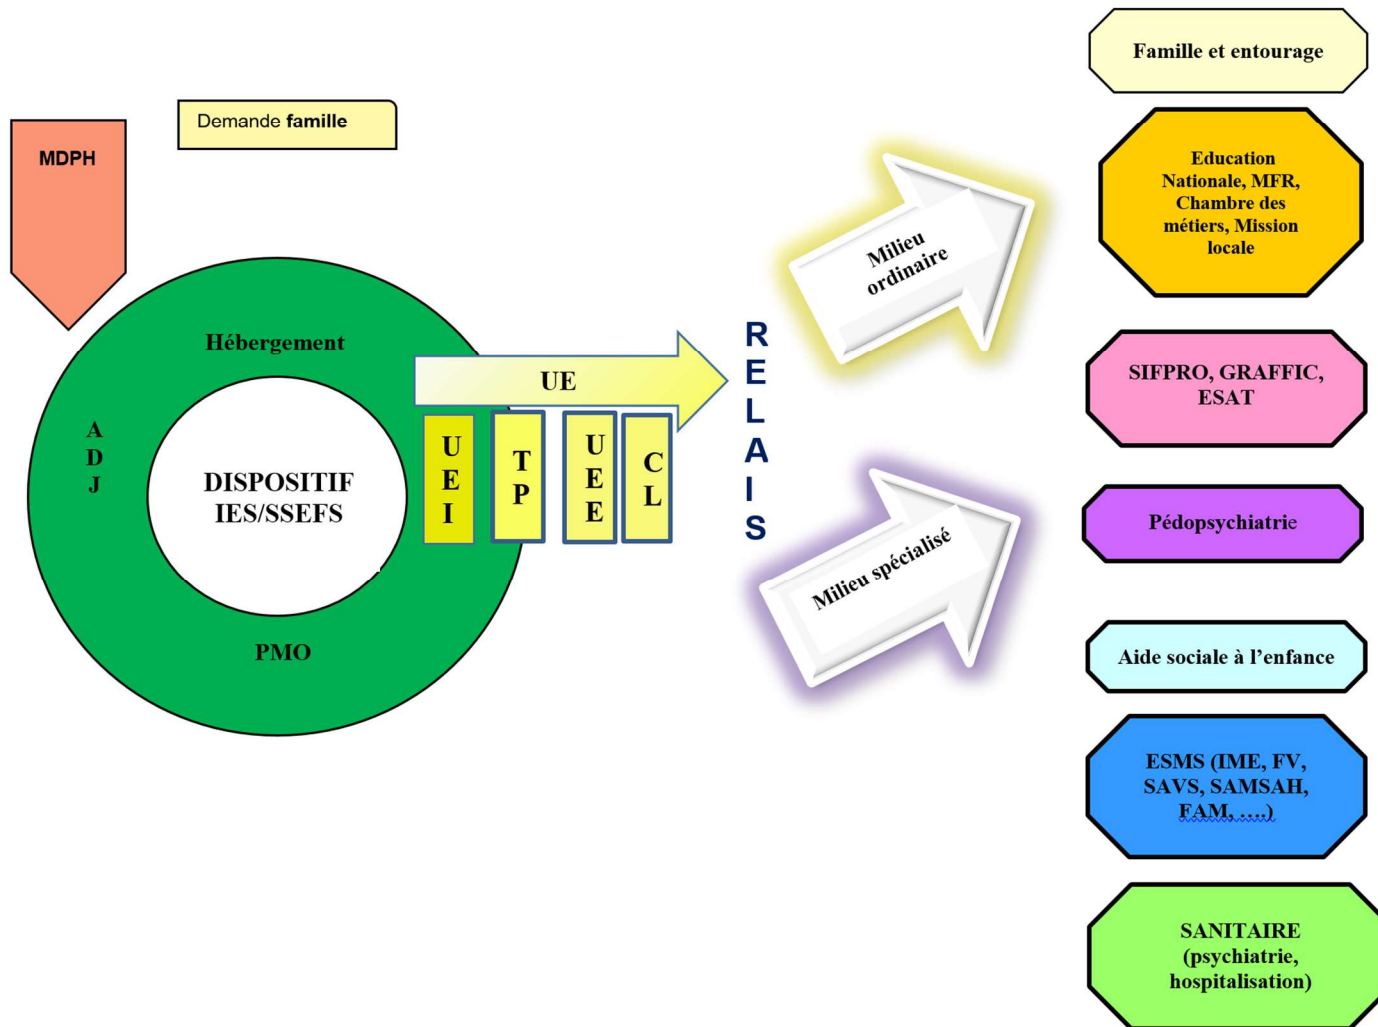 Demande famille
MDPH
Hébergement
A
D
J
DISPOSITIF
IES/SSEFS
PMO
UE
U
E
I
T
P
U
E
E
C
L
R
E
L
A
I
S
Milieu
ordinaire
Milieu spécialisé
Famille et entourage
Education
Nationale, MFR,
Chambre des
métiers, Mission
locale
SIFPRO, GRAFFIC,
ESAT
Pédopsychiatrie
Aide sociale à l’enfance
ESMS (IME, FV,
SAVS, SAMSAH,
FAM, ….)
SANITAIRE
(psychiatrie,
hospitalisation)